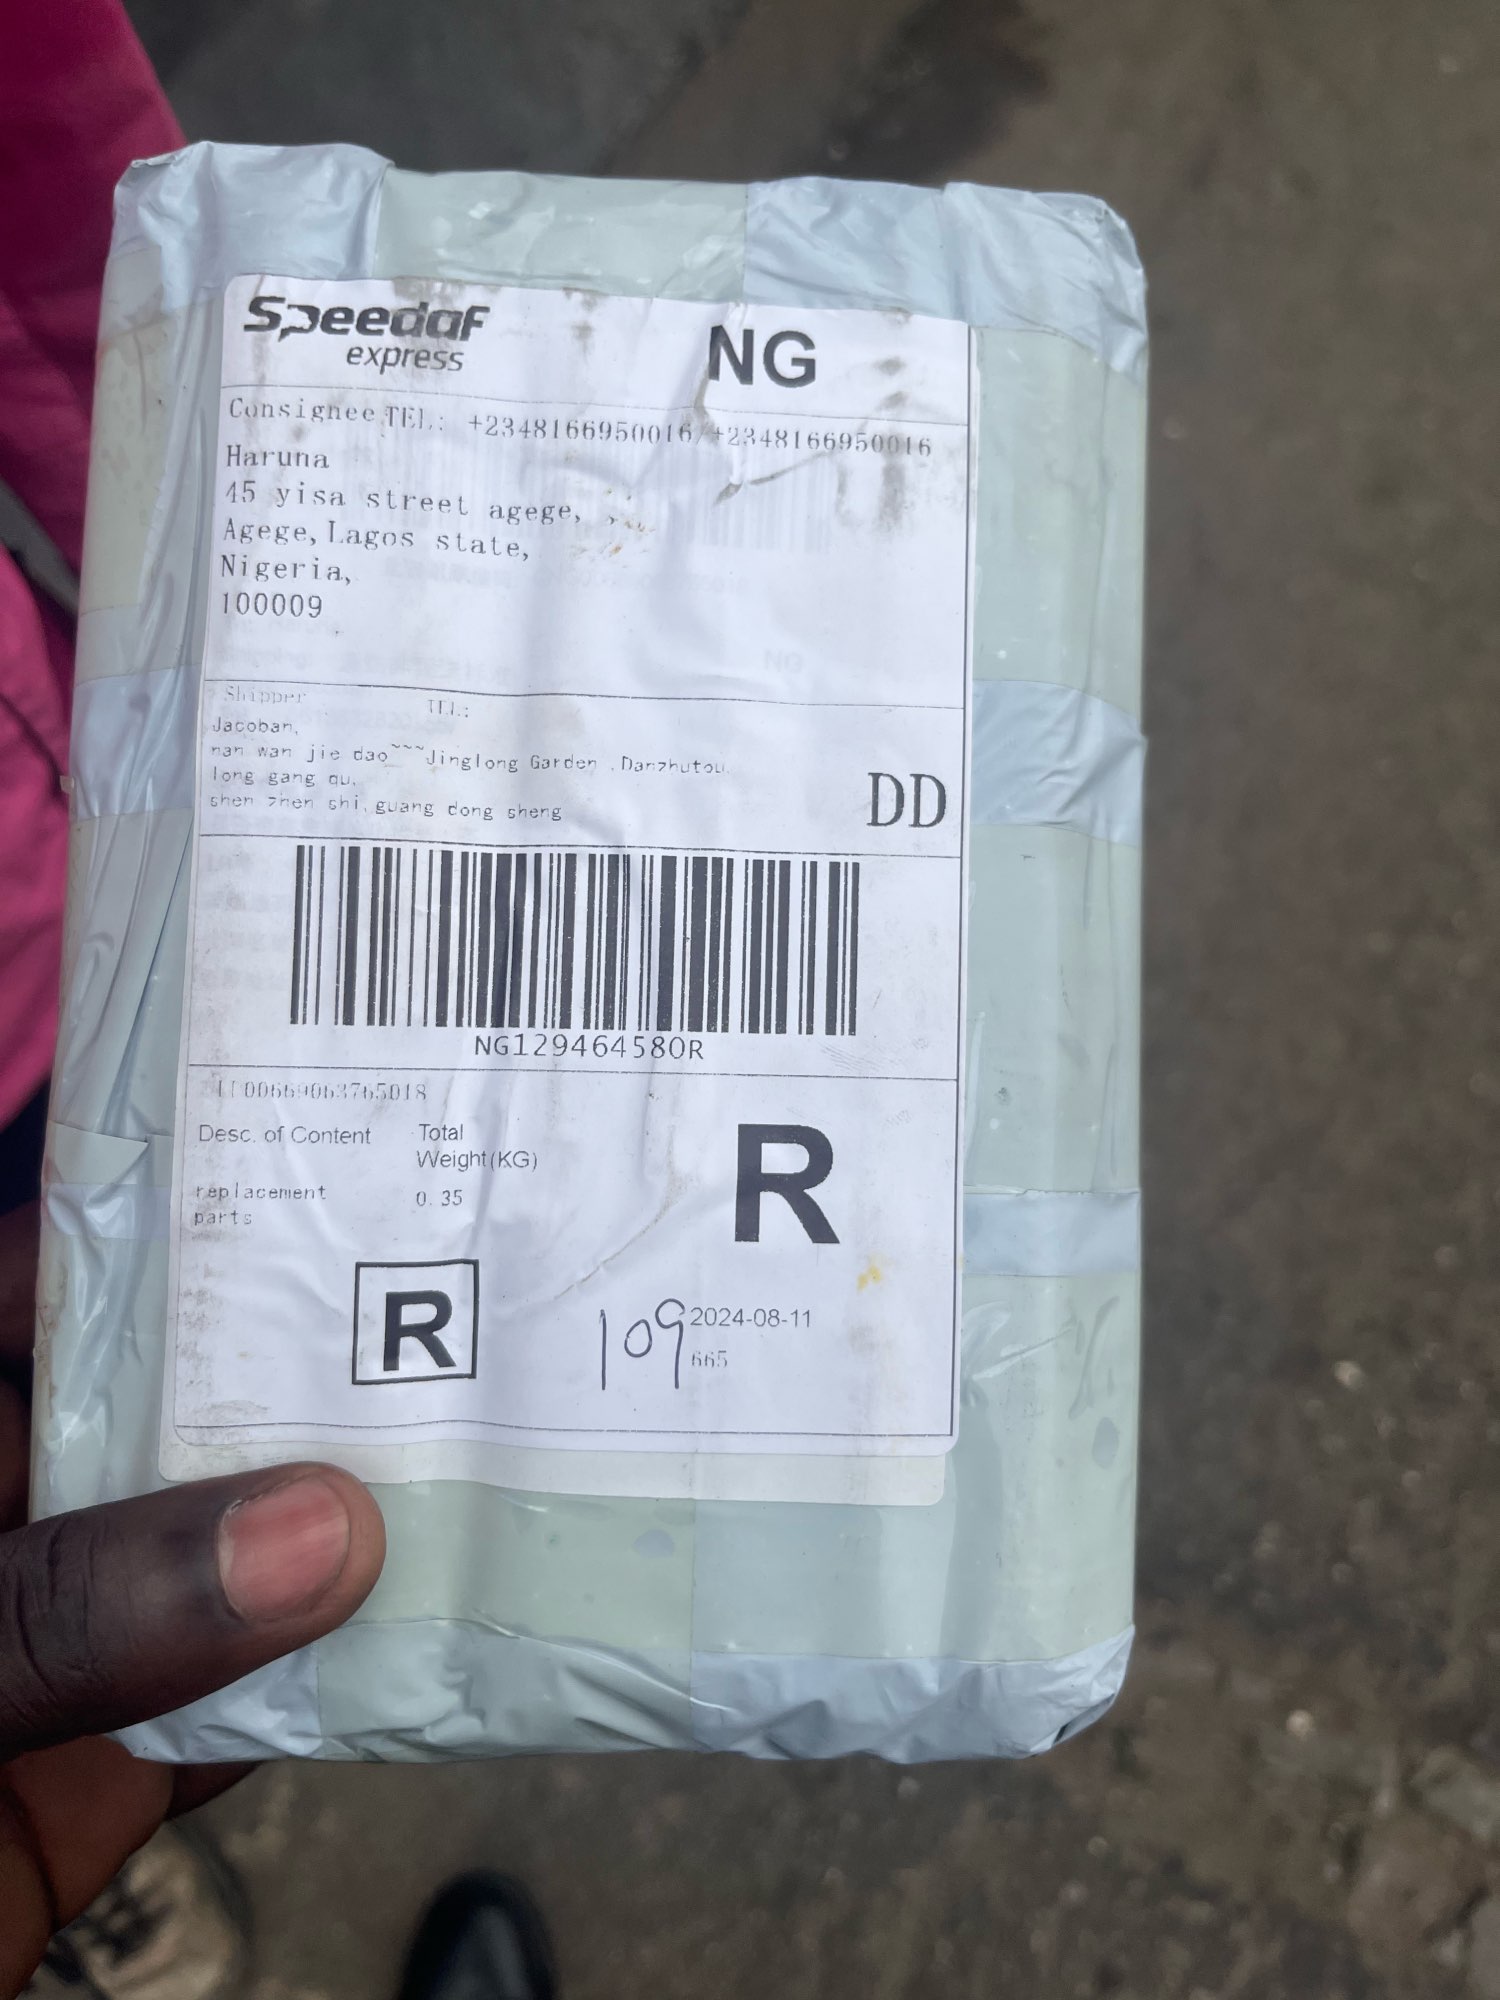 Speedaf
express
NG
Consignee TEL: +2348166950016/+2348166950016
Haruna
45 yisa street agege, ,
Agege, Lagos state,
Nigeria,
100009
Shipper TEL:
Jacoban,
nan wan jie dao~~~Jinglong Garden ,Danzhutou,
long gang qu,
shen zhen shi, guang dong sheng
DD
NG129464580R
Desc. of Content Total
Weight(KG)
replacement 0.35
parts
R
R
109 2024-08-11
665